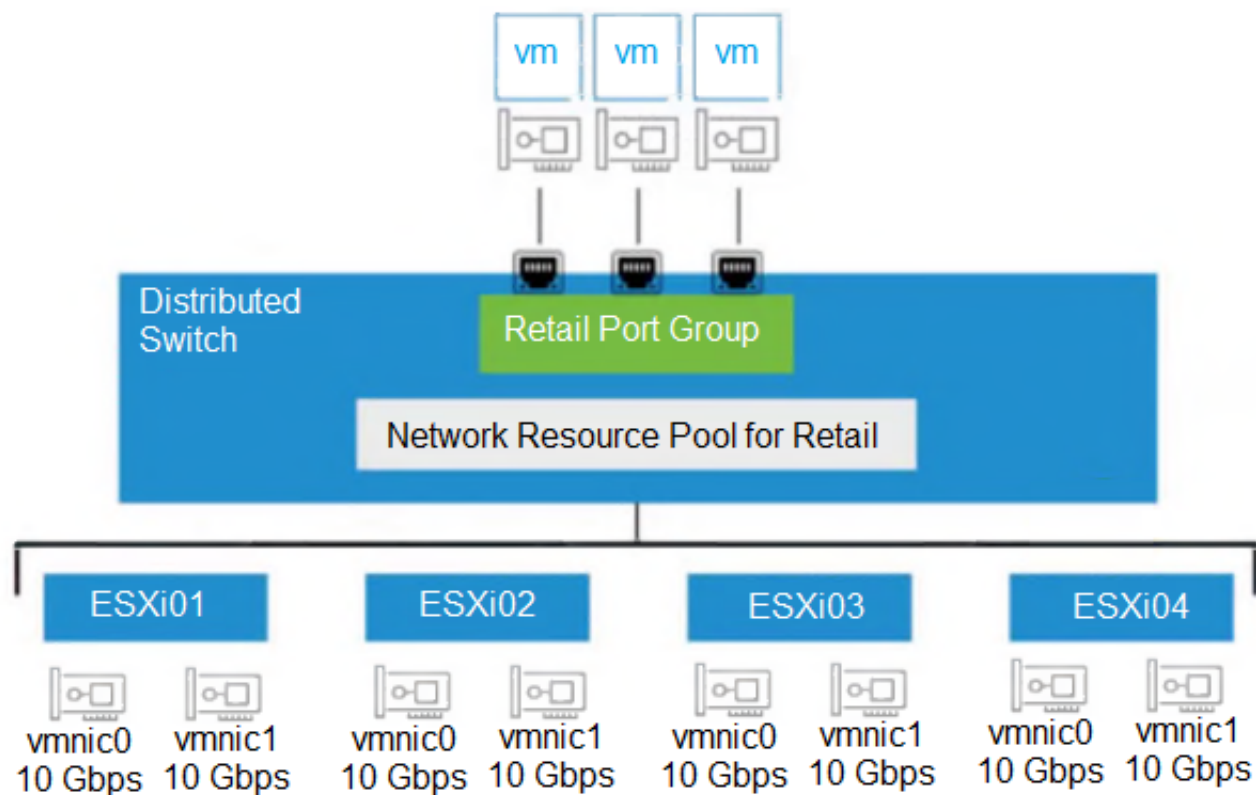 vm
vm
vm
Distributed
Switch
Retail Port Group
Network Resource Pool for Retail
ESXi01
ESXi02
ESXi03
ESXi04
vmnic0
10 Gbps
vmnic1
10 Gbps
vmnic0
10 Gbps
vmnic1
10 Gbps
vmnic0
10 Gbps
vmnic1
10 Gbps
vmnic0
10 Gbps
vmnic1
10 Gbps